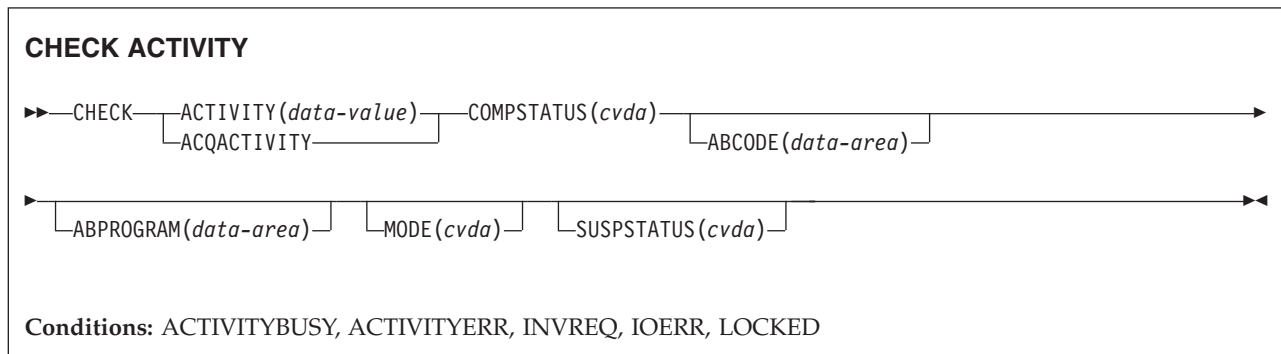 CHECK ACTIVITY
CHECK ACTIVITY(data-value) COMPSTATUS(cvda)
ACQACTIVITY ABCODE(data-area)
ABPROGRAM(data-area) MODE(cvda) SUSPSTATUS(cvda)
Conditions: ACTIVITYBUSY, ACTIVITYERR, INVREQ, IOERR, LOCKED